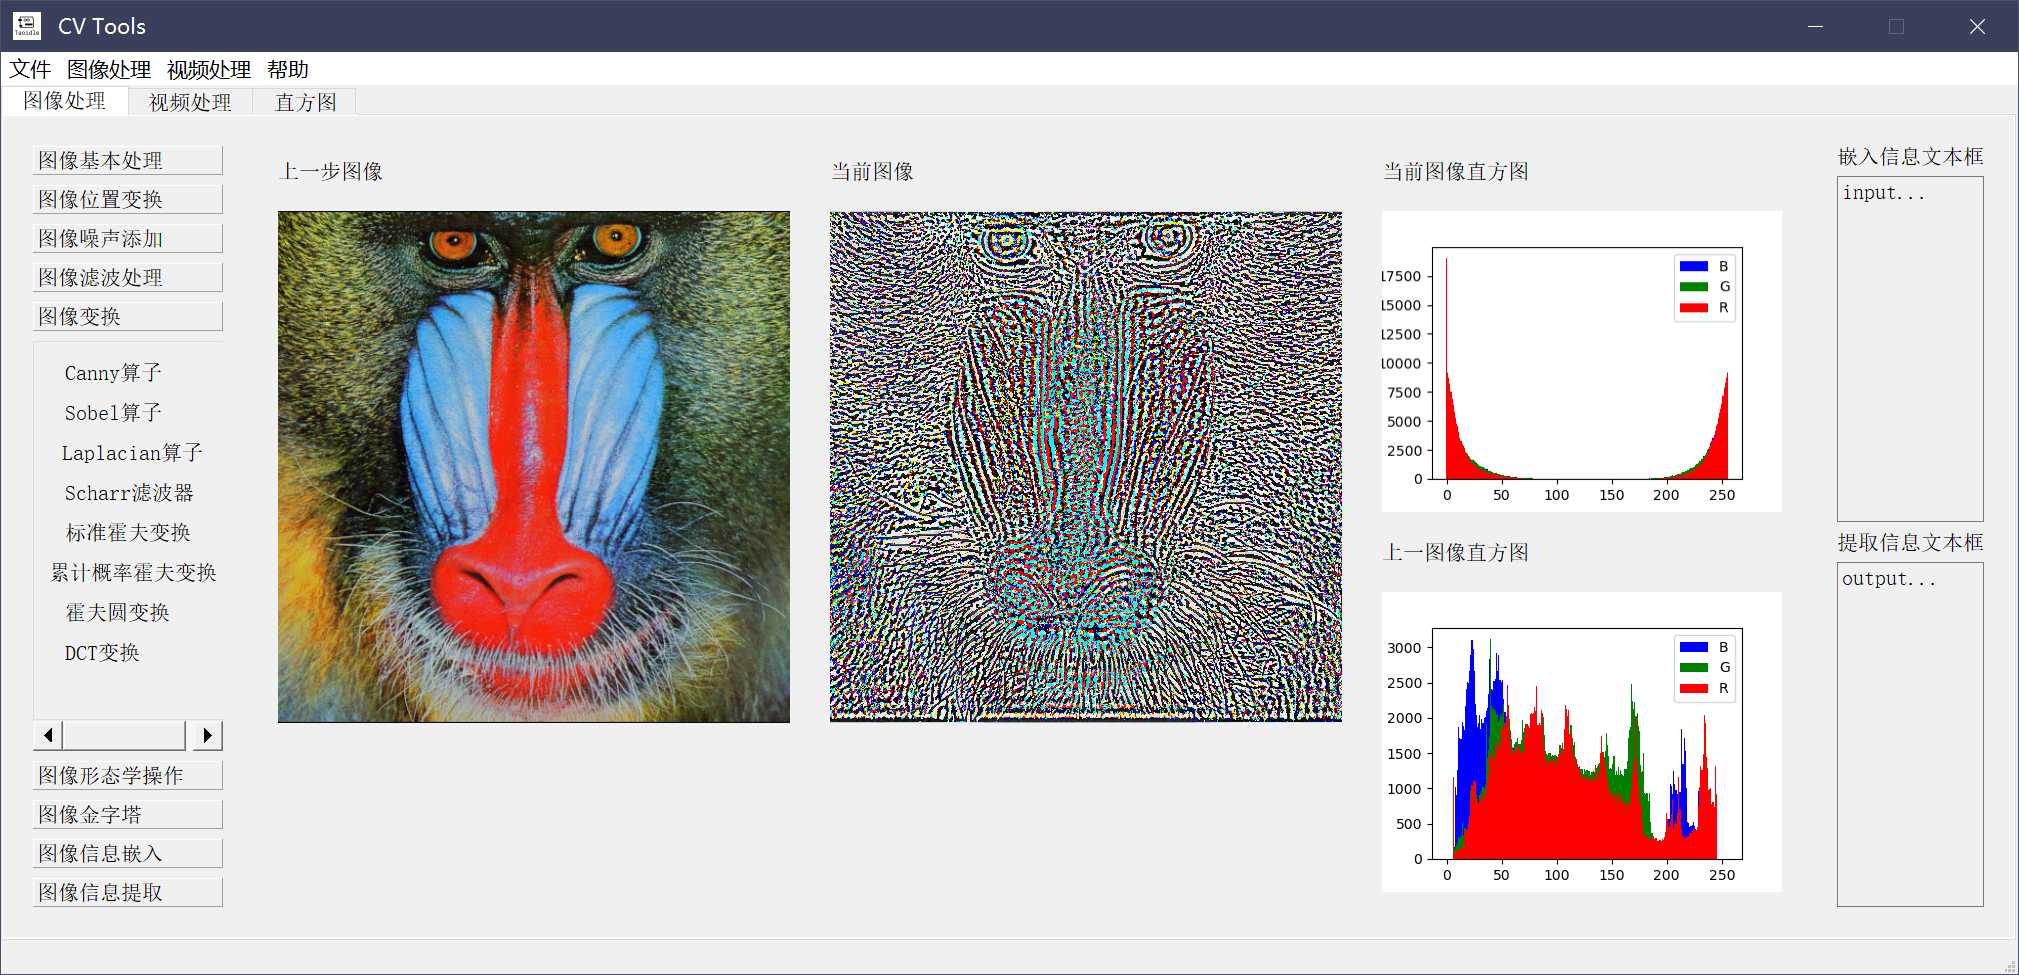 CV Tools
文件 图像处理 视频处理 帮助
图像处理 视频处理 直方图
图像基本处理
图像位置变换
图像噪声添加
图像滤波处理
图像变换
Canny算子
Sobel算子
Laplacian算子
Scharr滤波器
标准霍夫变换
累计概率霍夫变换
霍夫圆变换
DCT变换
图像形态学操作
图像金字塔
图像信息嵌入
图像信息提取
上一步图像
当前图像
当前图像直方图
17500
15000
12500
10000
7500
5000
2500
0
0 50 100 150 200 250
B
G
R
上一图像直方图
3000
2500
2000
1500
1000
500
0
0 50 100 150 200 250
B
G
R
嵌入信息文本框
input...
提取信息文本框
output...